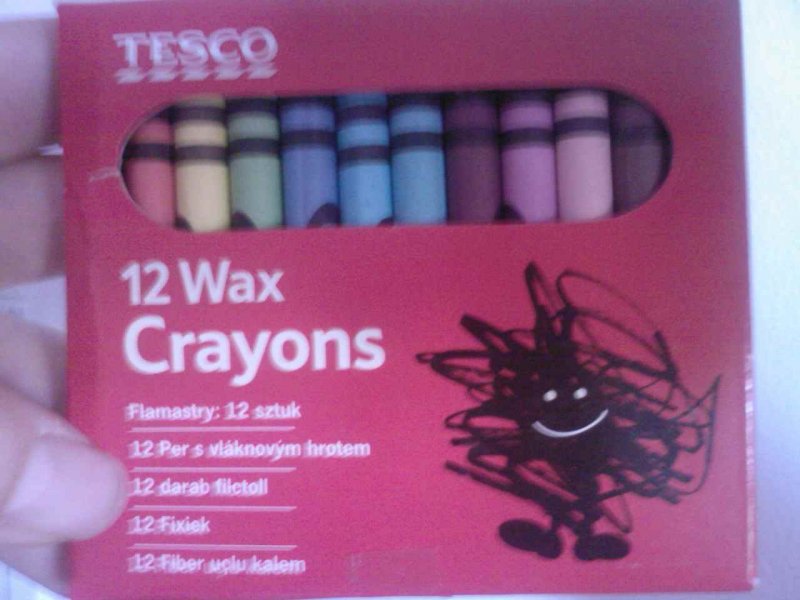 TESCO
12 Wax
Crayons
Flamastry: 12 sztuk
12 Per s vláknovým hrotem
12 darab filctoll
12 Fixiek
12 Fiber uçlu kalem